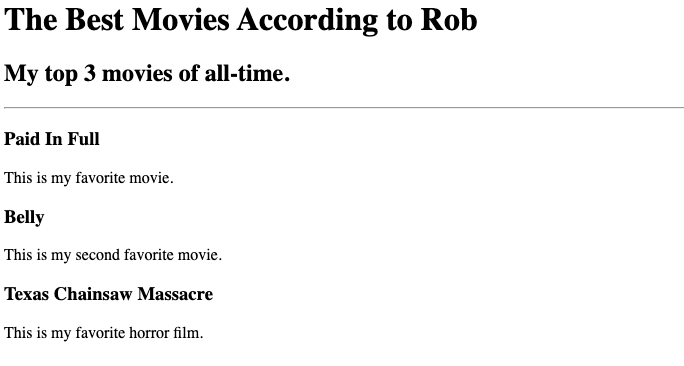 The Best Movies According to Rob
My top 3 movies of all-time.
Paid In Full
This is my favorite movie.
Belly
This is my second favorite movie.
Texas Chainsaw Massacre
This is my favorite horror film.